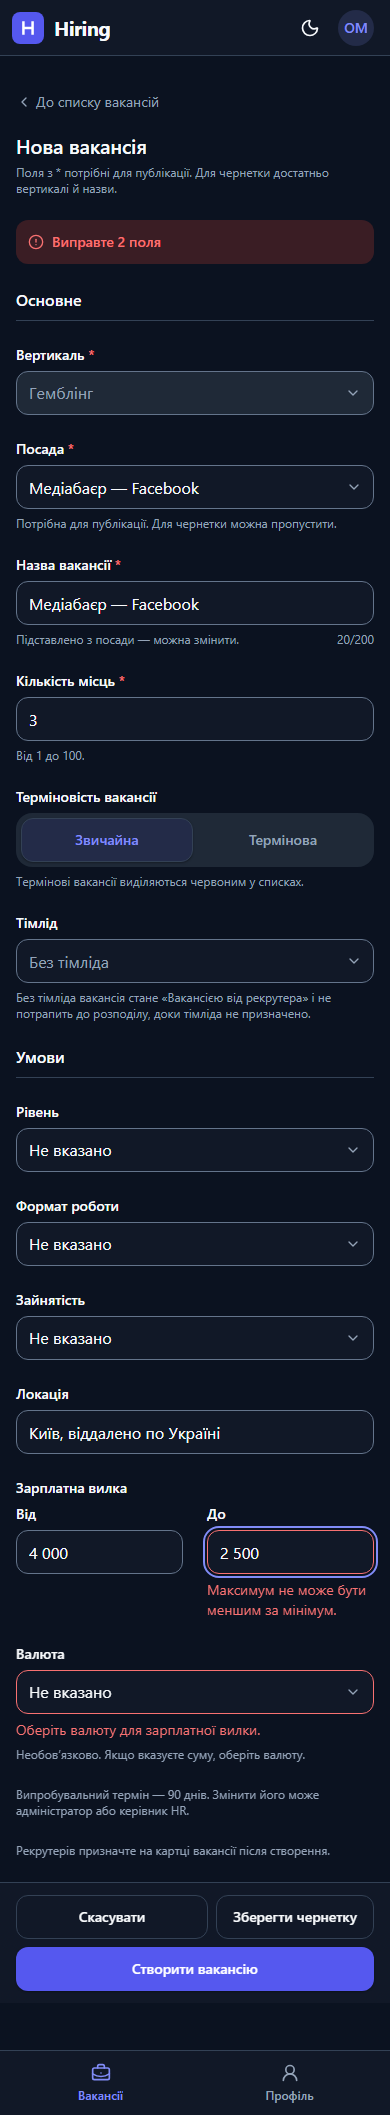 H Hiring OM
До списку вакансій
Нова вакансія
Поля з * потрібні для публікації. Для чернетки достатньо
вертикалі й назви.
Виправте 2 поля
Основне
Вертикаль *
Гемблінг
Посада *
Медіабаєр — Facebook
Потрібна для публікації. Для чернетки можна пропустити.
Назва вакансії *
Медіабаєр — Facebook
Підставлено з посади — можна змінити. 20/200
Кількість місць *
3
Від 1 до 100.
Терміновість вакансії
Звичайна Термінова
Термінові вакансії виділяються червоним у списках.
Тімлід
Без тімліда
Без тімліда вакансія стане «Вакансією від рекрутера» і не
потрапить до розподілу, доки тімліда не призначено.
Умови
Рівень
Не вказано
Формат роботи
Не вказано
Зайнятість
Не вказано
Локація
Київ, віддалено по Україні
Зарплатна вилка
Від До
4 000 2 500
Максимум не може бути
меншим за мінімум.
Валюта
Не вказано
Оберіть валюту для зарплатної вилки.
Необов'язково. Якщо вказуєте суму, оберіть валюту.
Випробувальний термін — 90 днів. Змінити його може
адміністратор або керівник HR.
Рекрутерів призначте на картці вакансії після створення.
Скасувати Зберегти чернетку
Створити вакансію
Вакансії Профіль